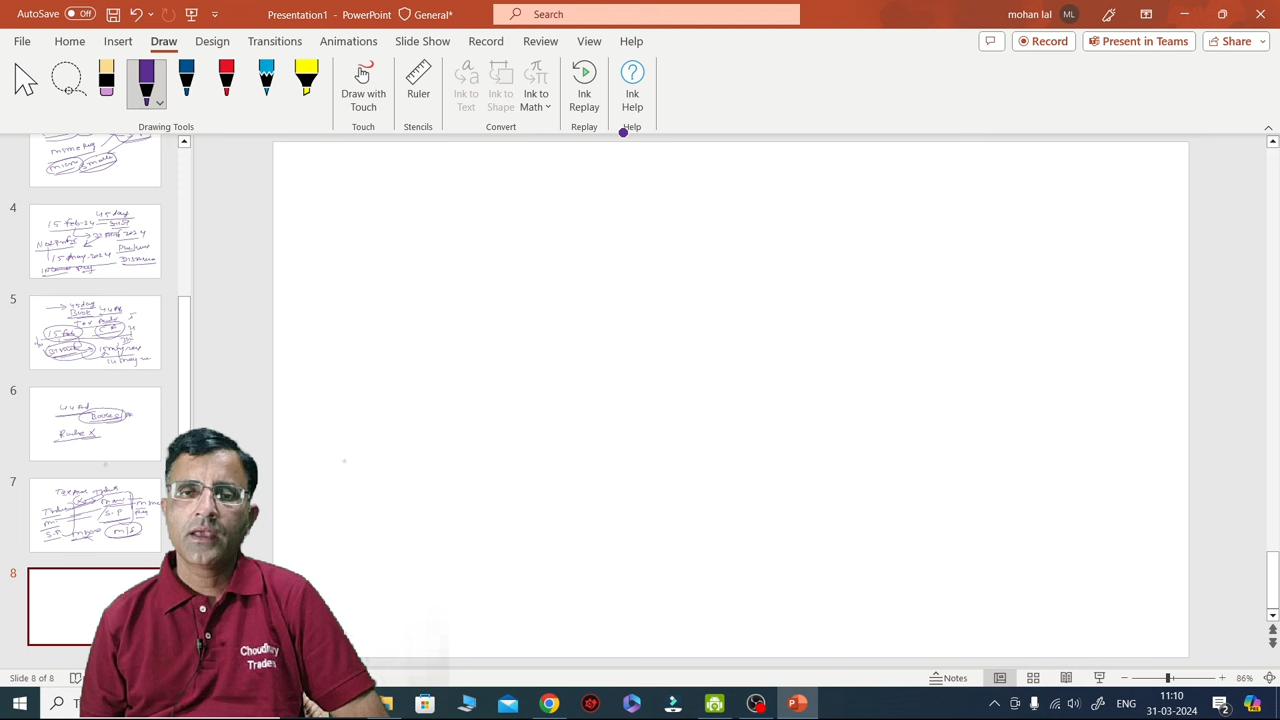 AutoSave Off Presentation1 - PowerPoint General* Search mohan lal ML
File Home Insert Draw Design Transitions Animations Slide Show Record Review View Help Record Present in Teams Share
Draw with Touch Ruler Ink to Text Ink to Shape Ink to Math Ink Replay Ink Help
Drawing Tools Touch Stencils Convert Replay Help
4
5
6
7
8
Choudhary
Trades
Slide 8 of 8 Notes 86%
ENG 11:10
31-03-2024 2